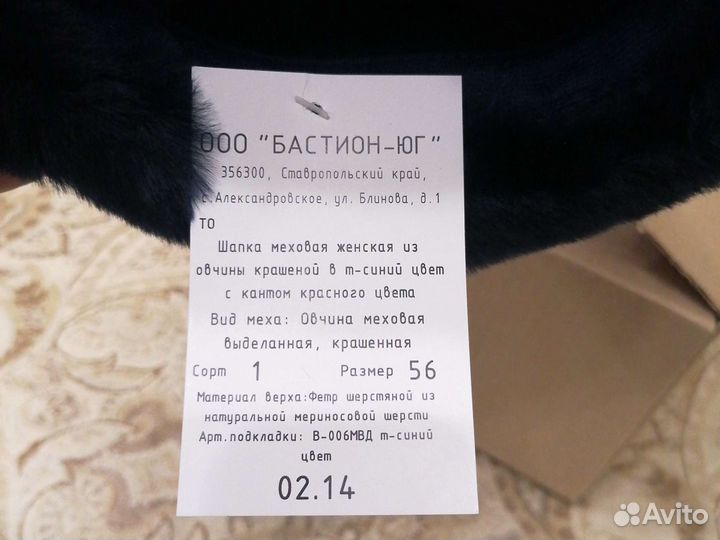 ООО "БАСТИОН-ЮГ"
356300, Ставропольский край,
с.Александровское, ул. Блинова, д.1
ТО
Шапка меховая женская из
овчины крашеной в т-синий цвет
с кантом красного цвета
Вид меха: Овчина меховая
выделанная, крашенная
Сорт 1 Размер 56
Материал верха:Фетр шерстяной из
натуральной мериносовой шерсти
Арт.подкладки: В-006МВД т-синий
цвет
02.14
Avito